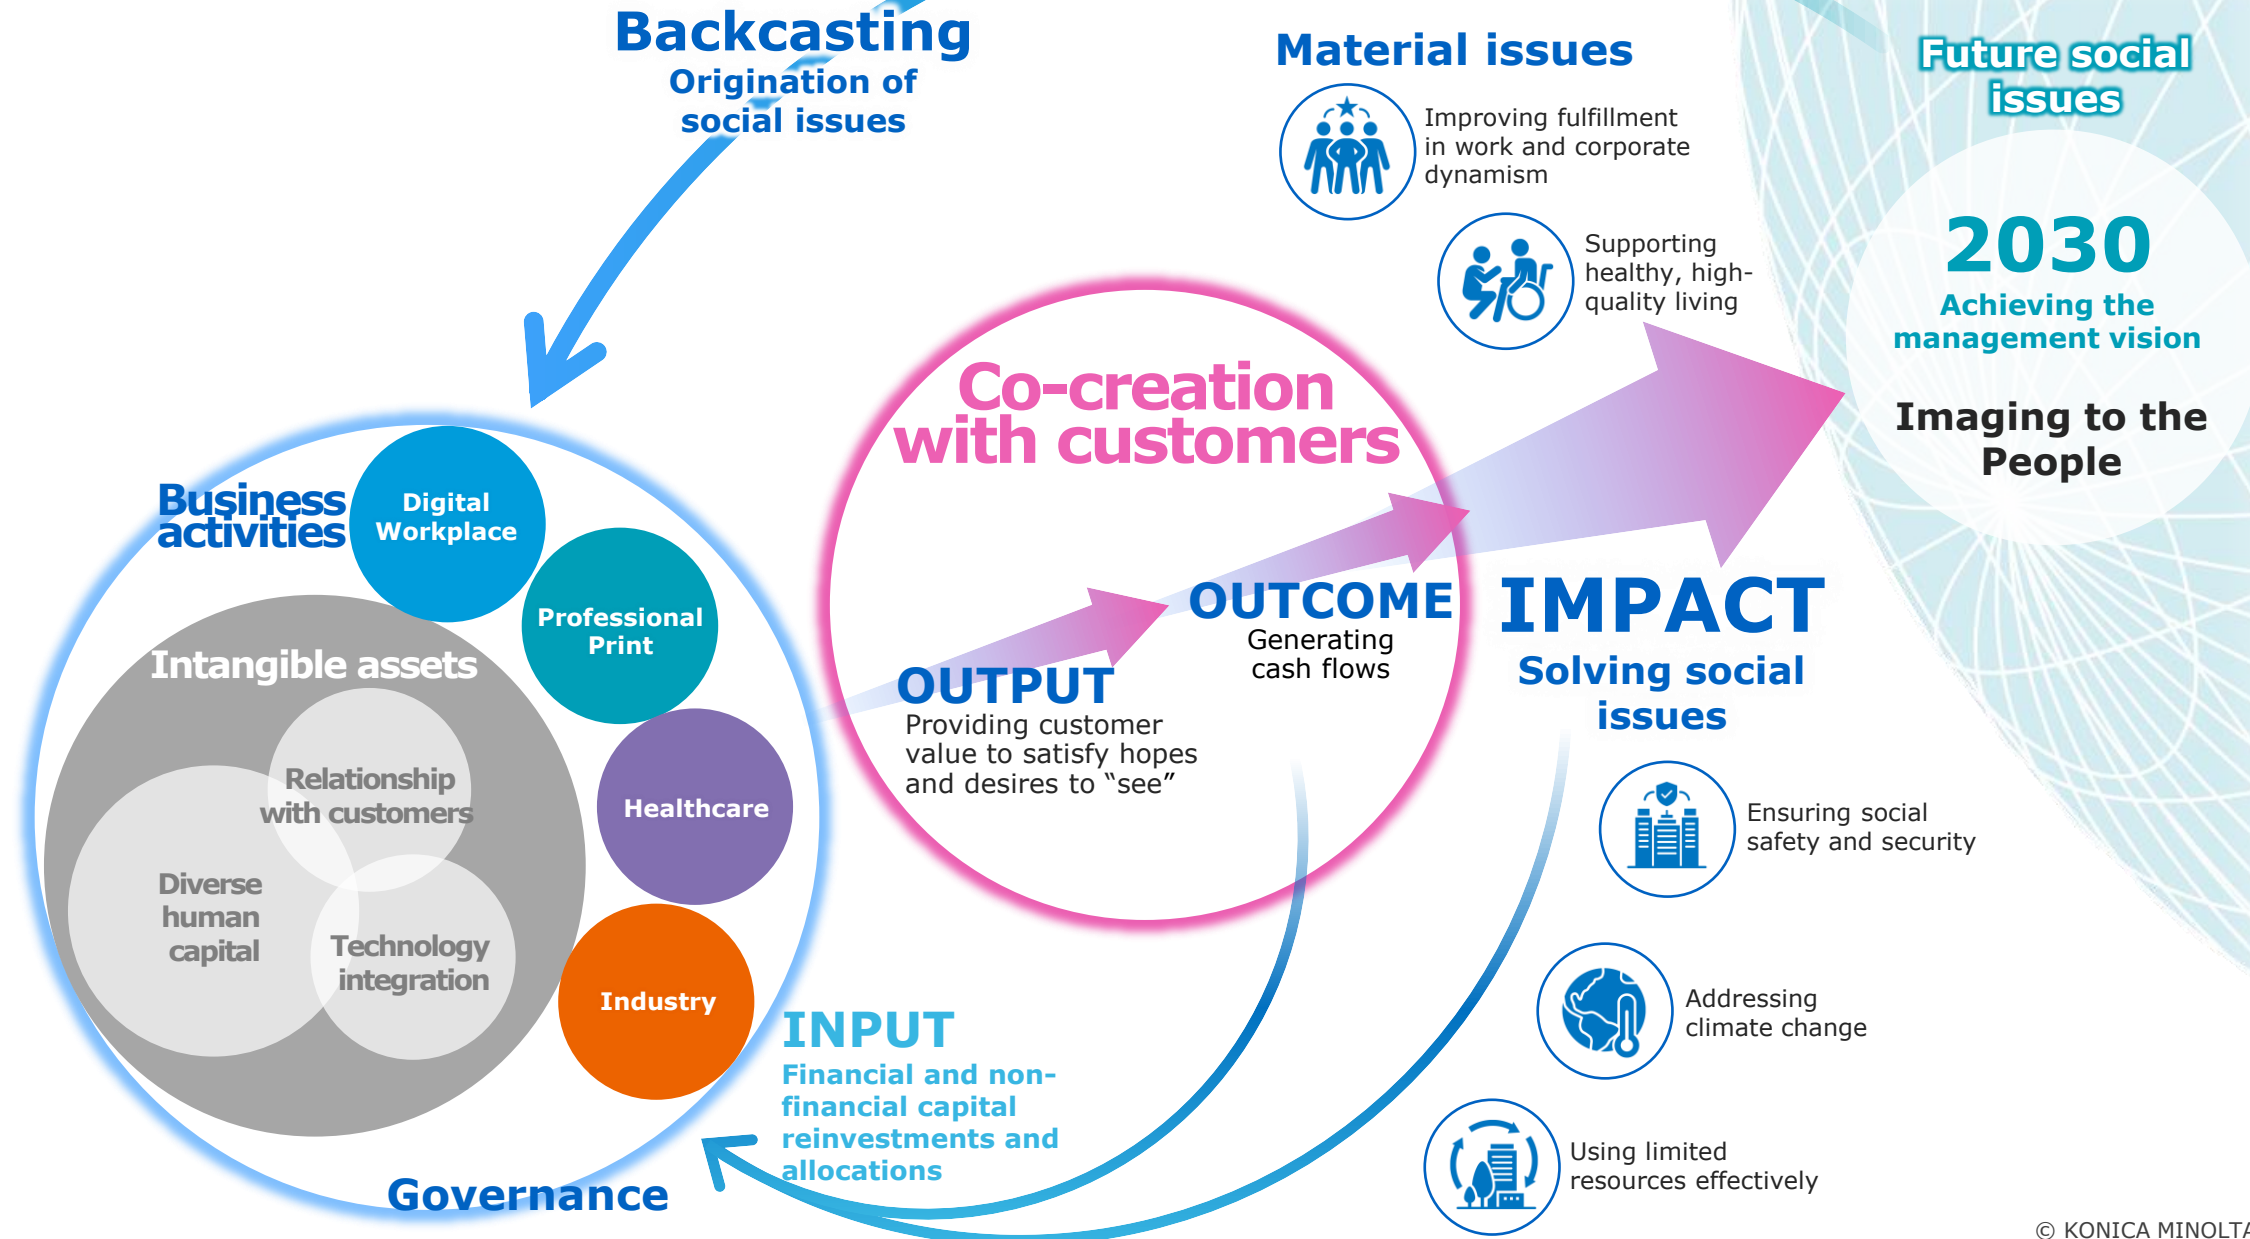 Backcasting
Origination of
social issues
Material issues
Improving fulfillment
in work and corporate
dynamism
Supporting
healthy, high-
quality living
Future social
issues
2030
Achieving the
management vision
Imaging to the
People
Co-creation
with customers
Business
activities
Digital
Workplace
Professional
Print
Healthcare
Industry
Intangible assets
Relationship
with customers
Diverse
human
capital
Technology
integration
Governance
OUTPUT
Providing customer
value to satisfy hopes
and desires to “see”
OUTCOME
Generating
cash flows
IMPACT
Solving social
issues
Ensuring social
safety and security
Addressing
climate change
Using limited
resources effectively
INPUT
Financial and non-
financial capital
reinvestments and
allocations
© KONICA MINOLTA